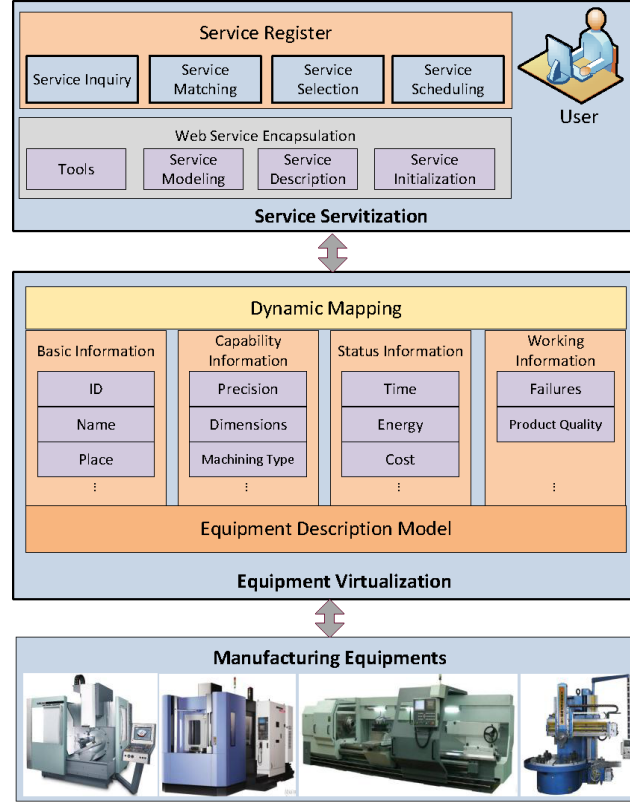 Service Register
Service Inquiry
Service
Matching
Service
Selection
Service
Scheduling
User
Web Service Encapsulation
Tools
Service
Modeling
Service
Description
Service
Initialization
Service Servitization
Dynamic Mapping
Basic Information
ID
Name
Place
⋮
Capability
Information
Precision
Dimensions
Machining Type
⋮
Status Information
Time
Energy
Cost
⋮
Working
Information
Failures
Product Quality
⋮
Equipment Description Model
Equipment Virtualization
Manufacturing Equipments